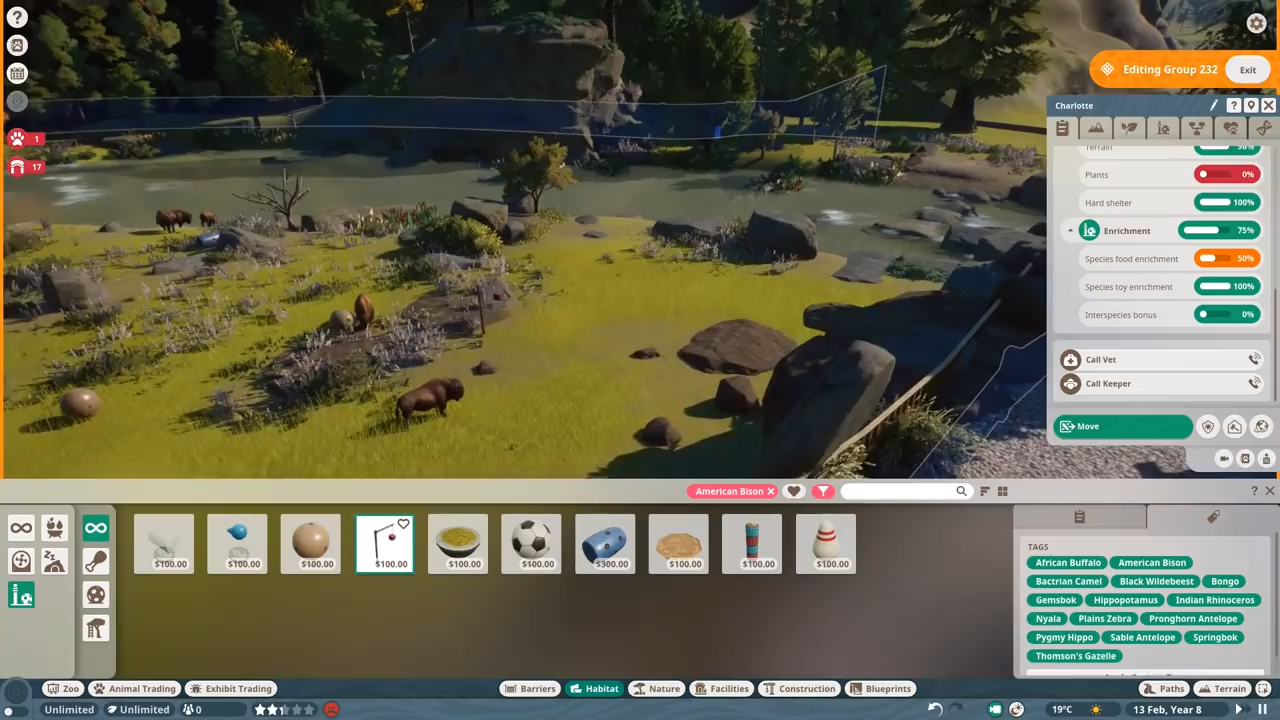 ?
1
17
Editing Group 232
Exit
Charlotte
?
Terrain 98%
Plants 0%
Hard shelter 100%
Enrichment 75%
Species food enrichment 50%
Species toy enrichment 100%
Interspecies bonus 0%
Call Vet
Call Keeper
Move
American Bison
?
$100.00
$100.00
$100.00
$100.00
$100.00
$100.00
$300.00
$100.00
$100.00
$100.00
TAGS
African Buffalo American Bison
Bactrian Camel Black Wildebeest Bongo
Gemsbok Hippopotamus Indian Rhinoceros
Nyala Plains Zebra Pronghorn Antelope
Pygmy Hippo Sable Antelope Springbok
Thomson's Gazelle
Zoo Animal Trading Exhibit Trading Barriers Habitat Nature Facilities Construction Blueprints Paths Terrain
Unlimited Unlimited 0 19°C 13 Feb, Year 8